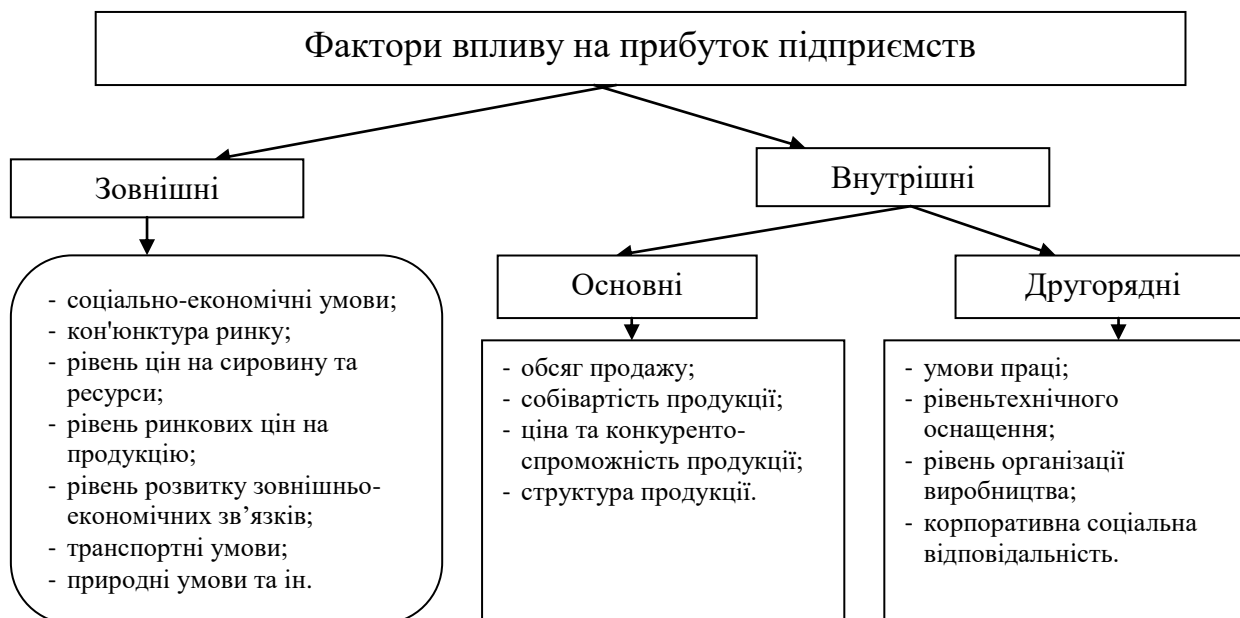 Фактори впливу на прибуток підприємств
Зовнішні
Внутрішні
- соціально-економічні умови;
- кон'юнктура ринку;
- рівень цін на сировину та
ресурси;
- рівень ринкових цін на
продукцію;
- рівень розвитку зовнішньо-
економічних зв’язків;
- транспортні умови;
- природні умови та ін.
Основні
- обсяг продажу;
- собівартість продукції;
- ціна та конкуренто-
спроможність продукції;
- структура продукції.
Другорядні
- умови праці;
- рівеньтехнічного
оснащення;
- рівень організації
виробництва;
- корпоративна соціальна
відповідальність.